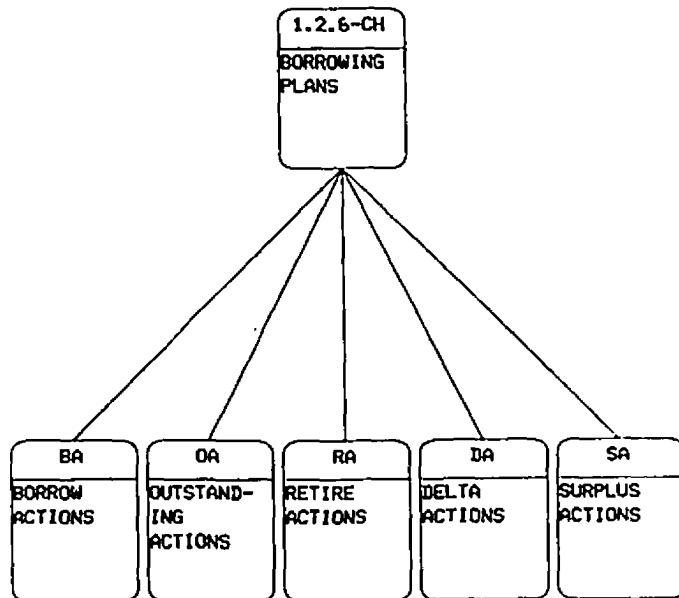 1.2.6-CH
BORROWING
PLANS
BA
BORROW
ACTIONS
OA
OUTSTAND-
ING
ACTIONS
RA
RETIRE
ACTIONS
DA
DELTA
ACTIONS
SA
SURPLUS
ACTIONS